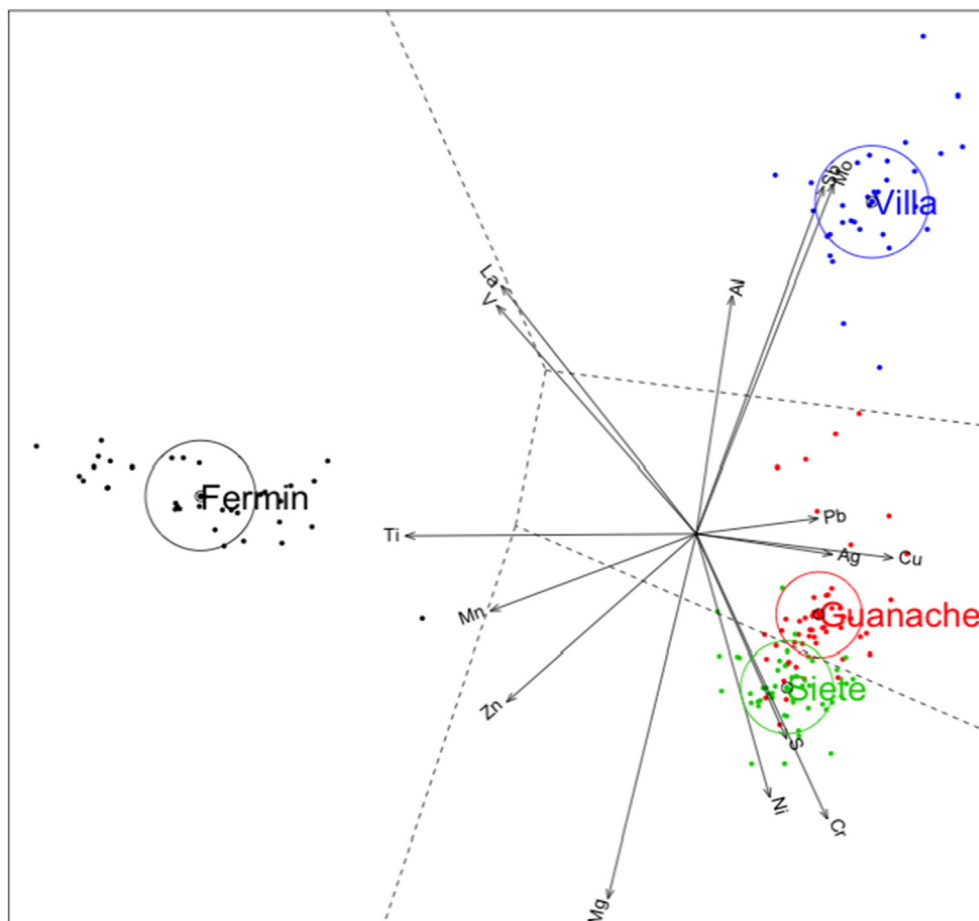 Sb
Mo
Villa
La
V
Al
Fermin
Ti
Pb
Ag
Cu
Mn
Guanache
Zn
Siete
S
Ni
Cr
Mg